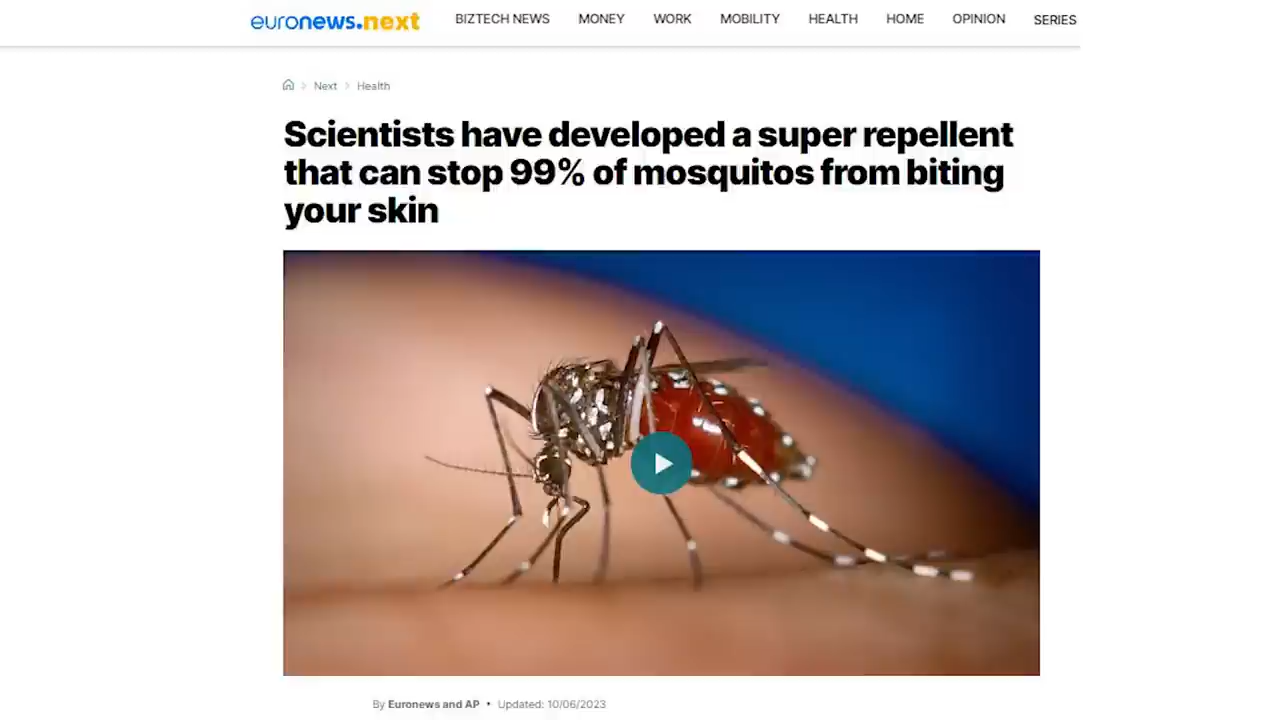 euronews.next BIZTECH NEWS MONEY WORK MOBILITY HEALTH HOME OPINION SERIES
Next Health
Scientists have developed a super repellent
that can stop 99% of mosquitos from biting
your skin
By Euronews and AP • Updated: 10/06/2023